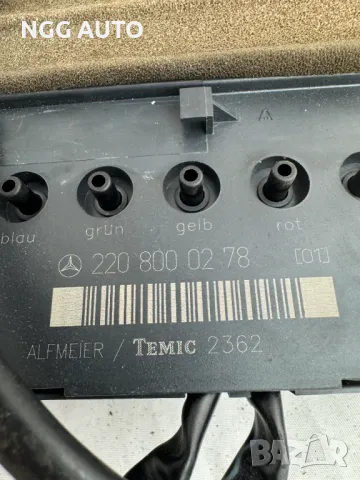 NGG AUTO
blau
grün
gelb
rot
220 800 02 78 [01]
ALFMEIER / TEMIC 2362
BAZAR